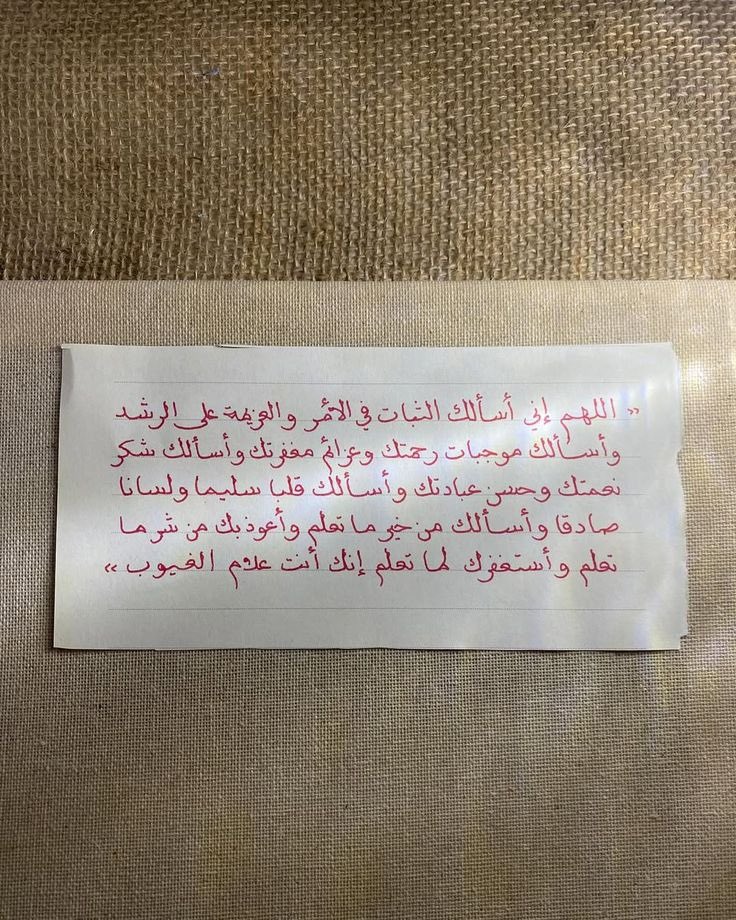 « اللهم إني أسألك الثبات في الأمر والعزيمة على الرشد
وأسألك موجبات رحمتك وعزائم مغفرتك وأسألك شكر
نعمتك وحسن عبادتك وأسألك قلبا سليما ولسانا
صادقا وأسألك من خير ما تعلم وأعوذ بك من شر ما
تعلم وأستغفرك لما تعلم إنك أنت علام الغيوب »